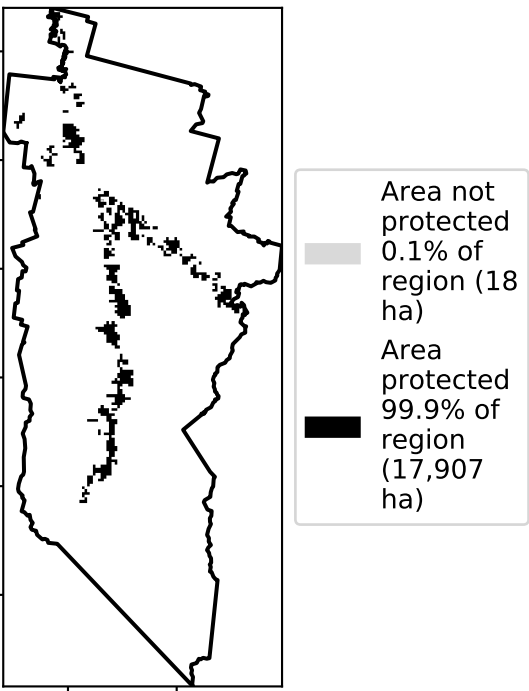 Area not
protected
0.1% of
region (18
ha)
Area
protected
99.9% of
region
(17,907
ha)